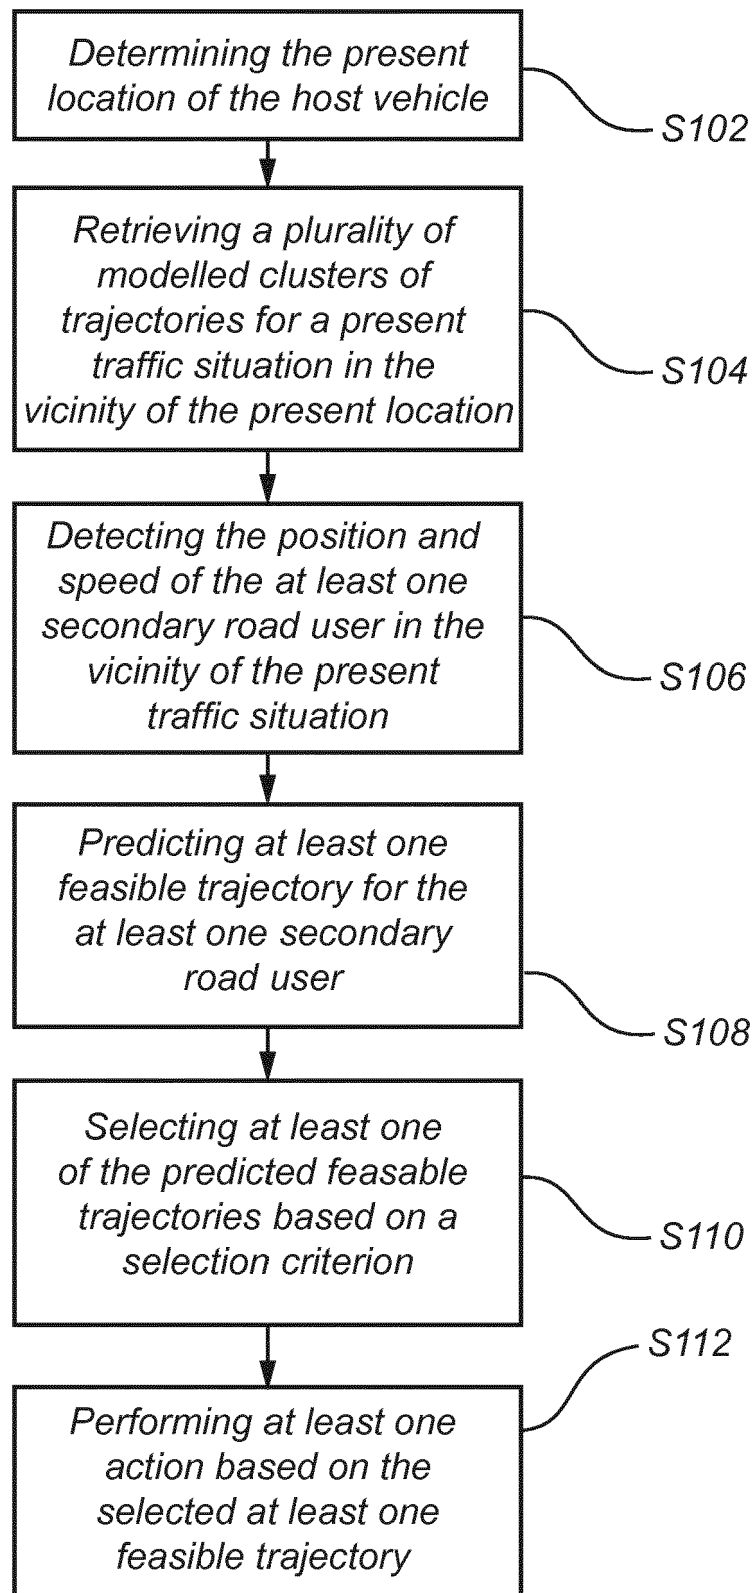 Determining the present
location of the host vehicle
S102
Retrieving a plurality of
modelled clusters of
trajectories for a present
traffic situation in the
vicinity of the present location
S104
Detecting the position and
speed of the at least one
secondary road user in the
vicinity of the present
traffic situation
S106
Predicting at least one
feasible trajectory for the
at least one secondary
road user
S108
Selecting at least one
of the predicted feasable
trajectories based on a
selection criterion
S110
S112
Performing at least one
action based on the
selected at least one
feasible trajectory